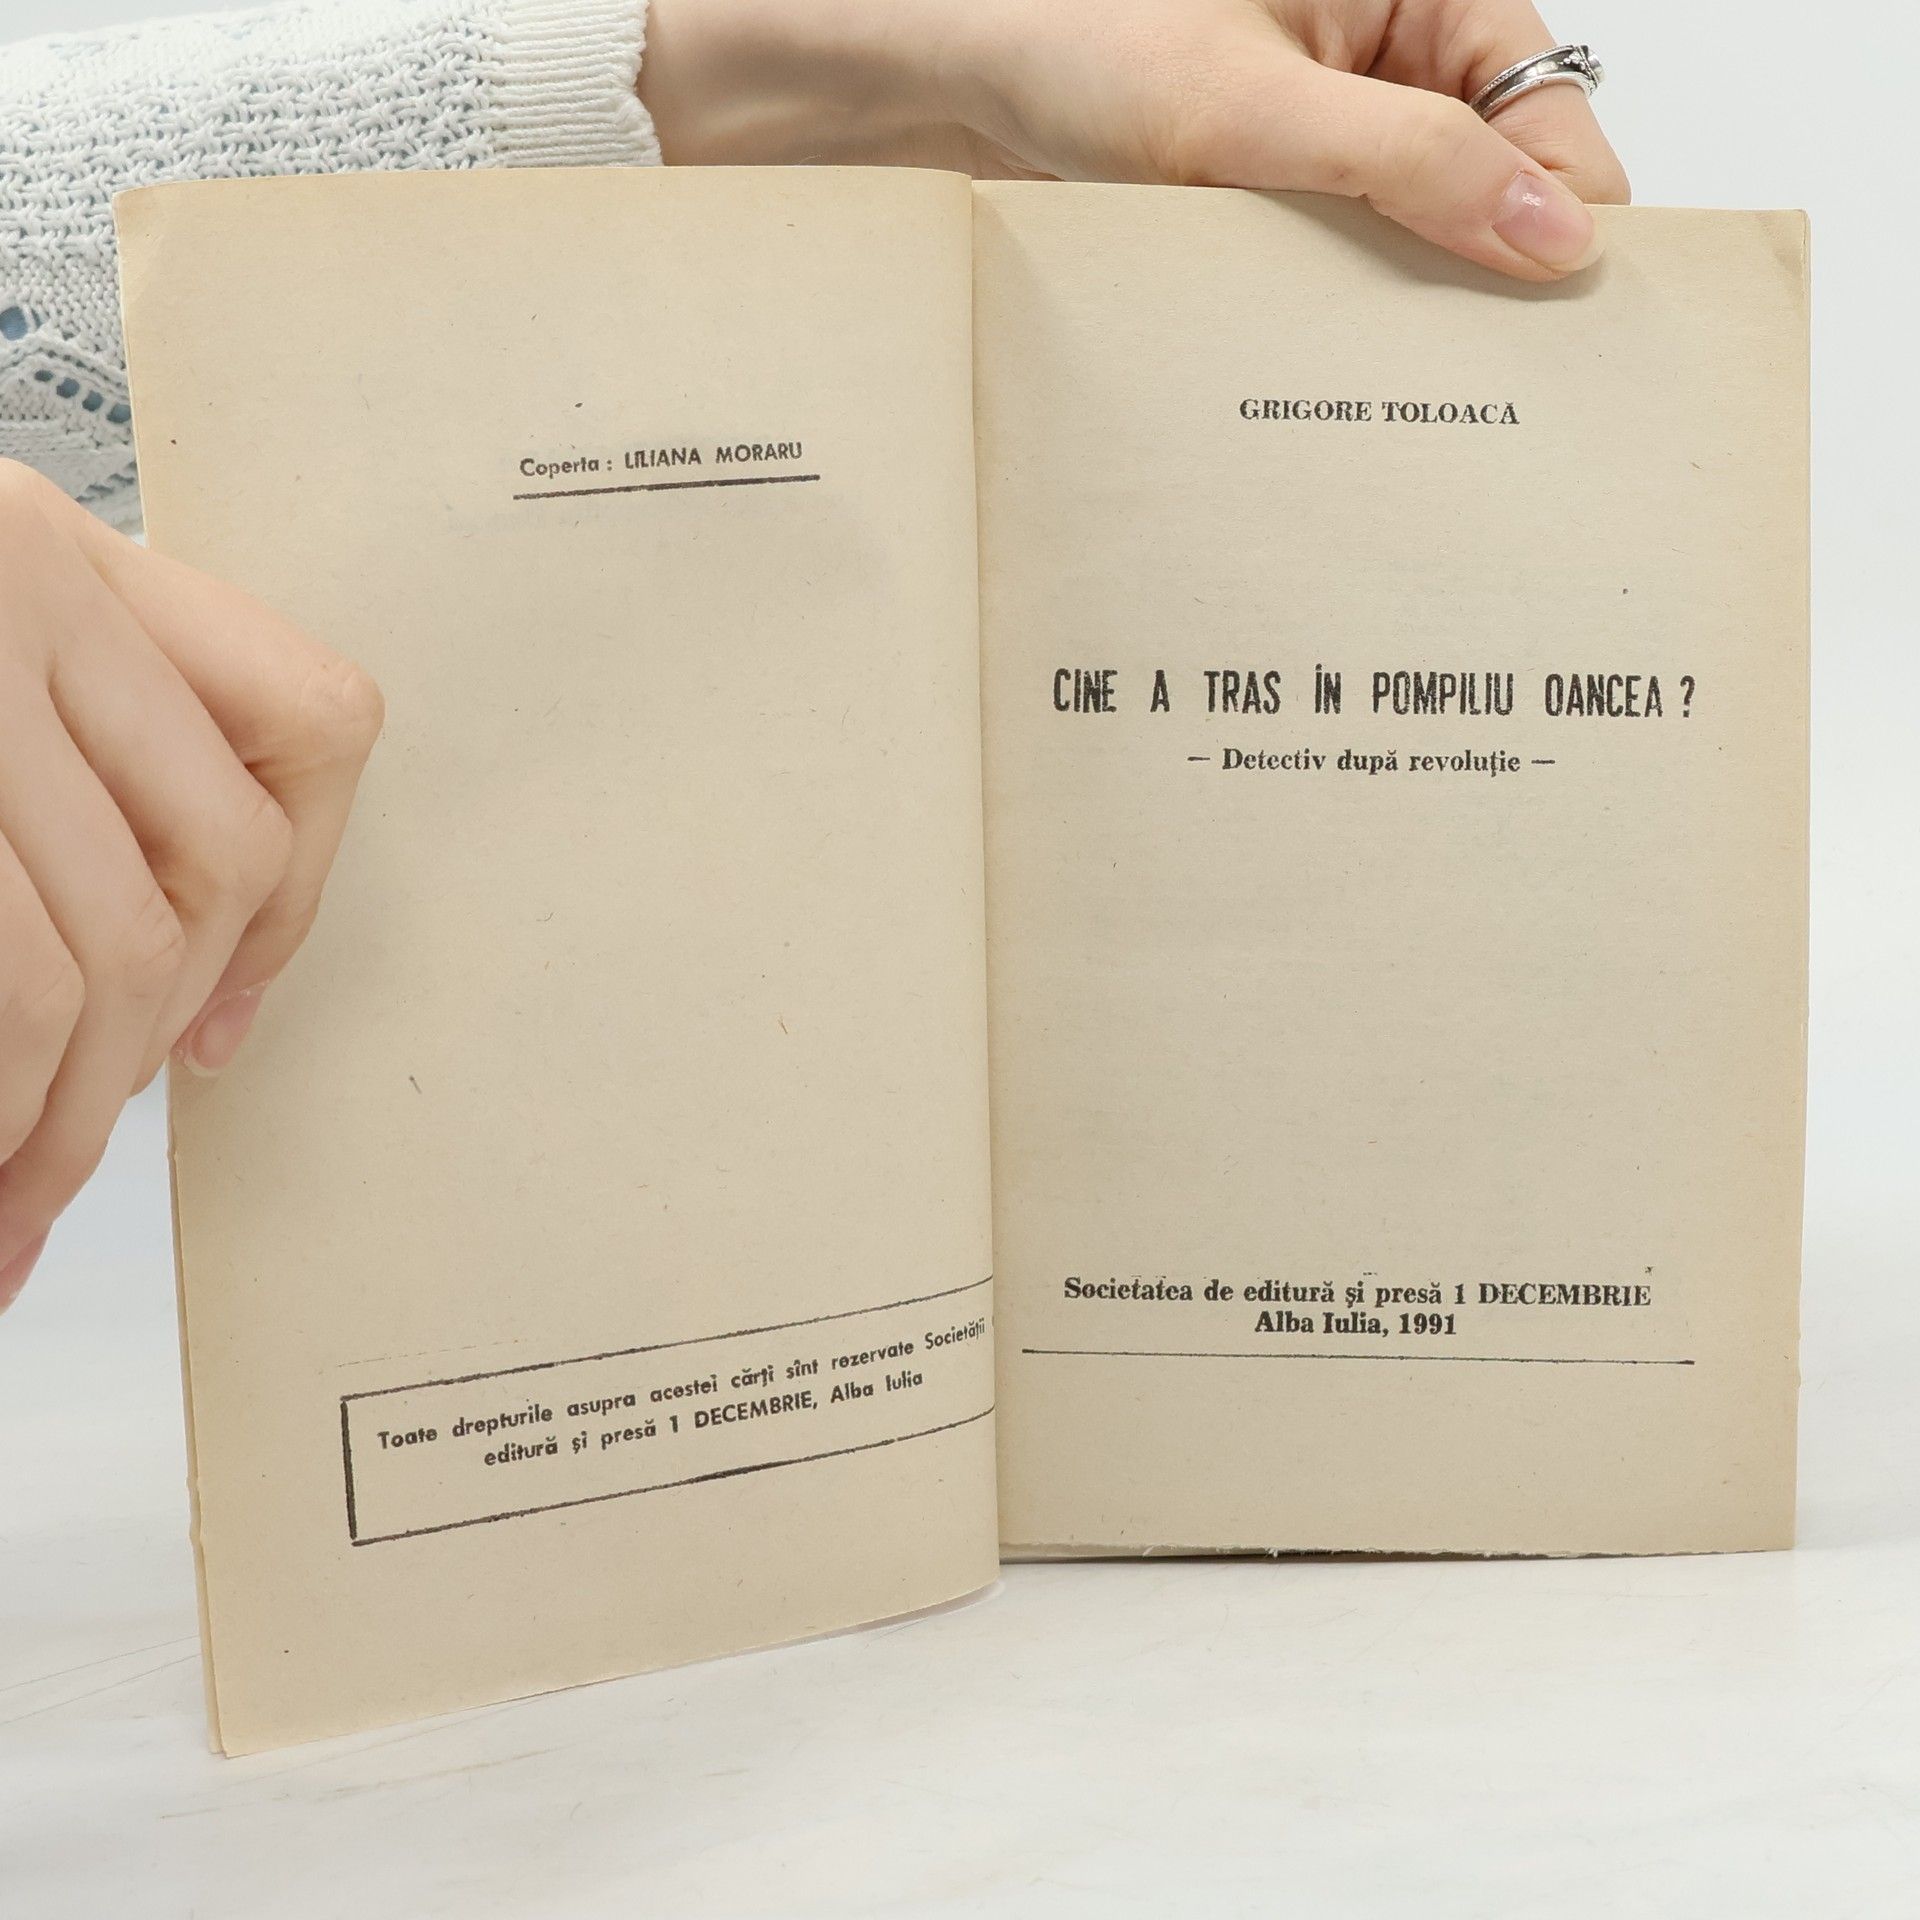 Coperta : LILIANA MORARU
Toate drepturile asupra acestei cărţi sînt rezervate Societăţii
editură şi presă 1 DECEMBRIE, Alba Iulia
GRIGORE TOLOACĂ
CINE A TRAS ÎN POMPILIU OANCEA ?
— Detectiv după revoluţie —
Societatea de editură şi presă 1 DECEMBRIE
Alba Iulia, 1991